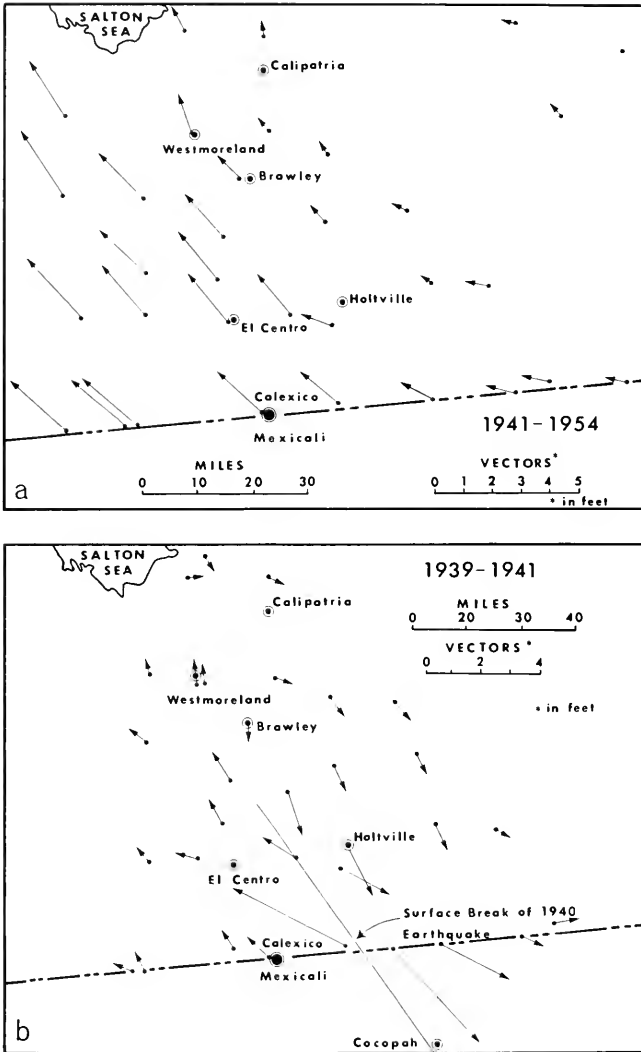 SALTON
SEA
Calipatria
Westmoreland
Brawley
Holtville
El Centro
Calexico
Mexicali
1941-1954
MILES
0 10 20 30
VECTORS*
0 1 2 3 4 5
* in feet
a
SALTON
SEA
1939-1941
Calipatria
MILES
0 20 30 40
VECTORS*
0 2 4
• in feet
Westmoreland
Brawley
Holtville
El Centro
Surface Break of 1940
Earthquake
Calexico
Mexicali
Cocopah
b